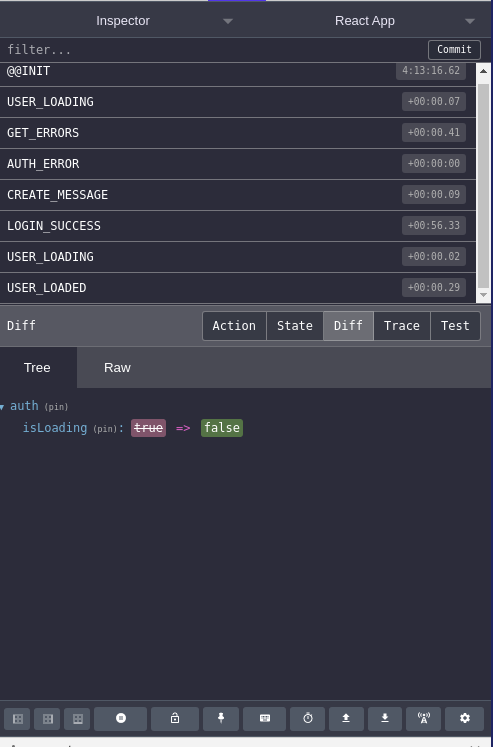 Inspector React App
filter... Commit
@@INIT 4:13:16.62
USER_LOADING +00:00.07
GET_ERRORS +00:00.41
AUTH_ERROR +00:00:00
CREATE_MESSAGE +00:00.09
LOGIN_SUCCESS +00:56.33
USER_LOADING +00:00.02
USER_LOADED +00:00.29
Diff Action State Diff Trace Test
Tree Raw
auth (pin)
isLoading (pin): true => false